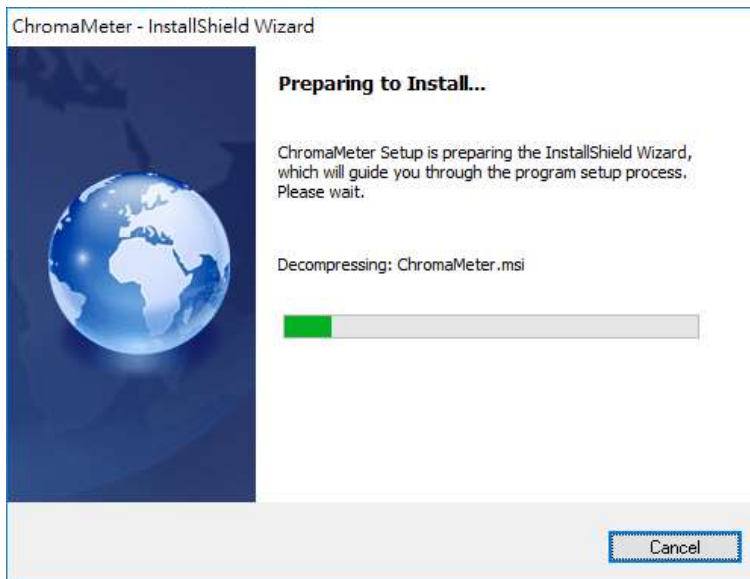 ChromaMeter - InstallShield Wizard
Preparing to Install...
ChromaMeter Setup is preparing the InstallShield Wizard,
which will guide you through the program setup process.
Please wait.
Decompressing: ChromaMeter.msi
Cancel